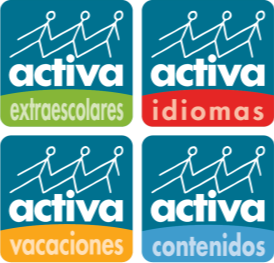 activa activa
extraescolares idiomas
activa activa
vacaciones contenidos